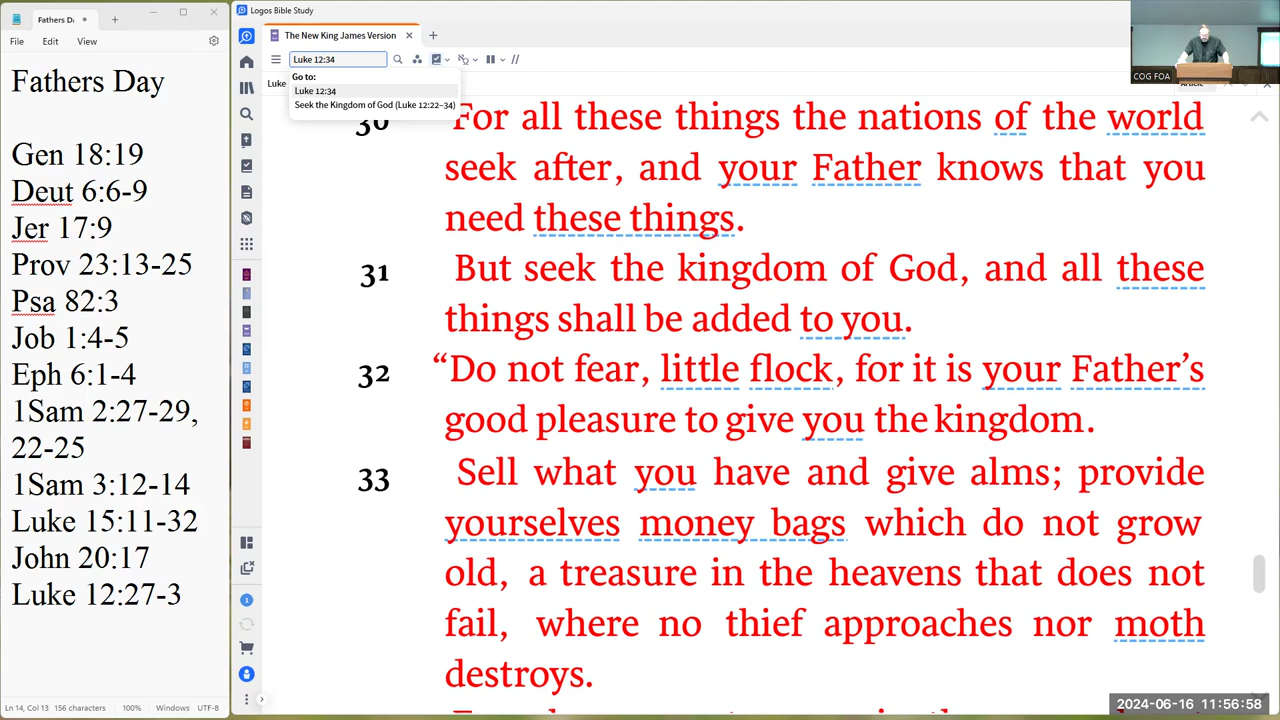 Fathers Da
File Edit View
Fathers Day
Gen 18:19
Deut 6:6-9
Jer 17:9
Prov 23:13-25
Psa 82:3
Job 1:4-5
Eph 6:1-4
1Sam 2:27-29,
22-25
1Sam 3:12-14
Luke 15:11-32
John 20:17
Luke 12:27-3
Ln 14, Col 13 156 characters 100% Windows UTF-8
Logos Bible Study
The New King James Version
Luke 12:34
Luke
Go to:
Luke 12:34
Seek the Kingdom of God (Luke 12:22–34)
COG FOA
30 For all these things the nations of the world
seek after, and your Father knows that you
need these things.
31 But seek the kingdom of God, and all these
things shall be added to you.
32 “Do not fear, little flock, for it is your Father’s
good pleasure to give you the kingdom.
33 Sell what you have and give alms; provide
yourselves money bags which do not grow
old, a treasure in the heavens that does not
fail, where no thief approaches nor moth
destroys.
2024-06-16 11:56:58